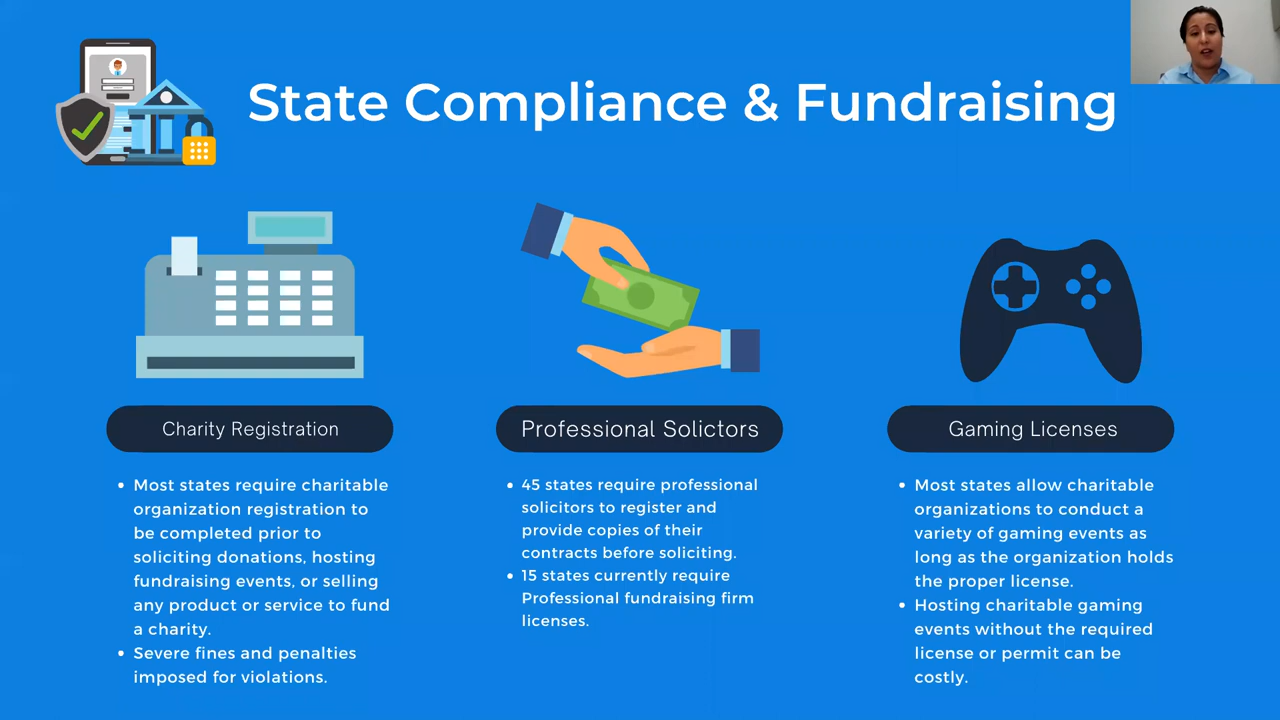 State Compliance & Fundraising
Charity Registration
• Most states require charitable
organization registration to
be completed prior to
soliciting donations, hosting
fundraising events, or selling
any product or service to fund
a charity.
• Severe fines and penalties
imposed for violations.
Professional Solictors
• 45 states require professional
solicitors to register and
provide copies of their
contracts before soliciting.
• 15 states currently require
Professional fundraising firm
licenses.
Gaming Licenses
• Most states allow charitable
organizations to conduct a
variety of gaming events as
long as the organization holds
the proper license.
• Hosting charitable gaming
events without the required
license or permit can be
costly.